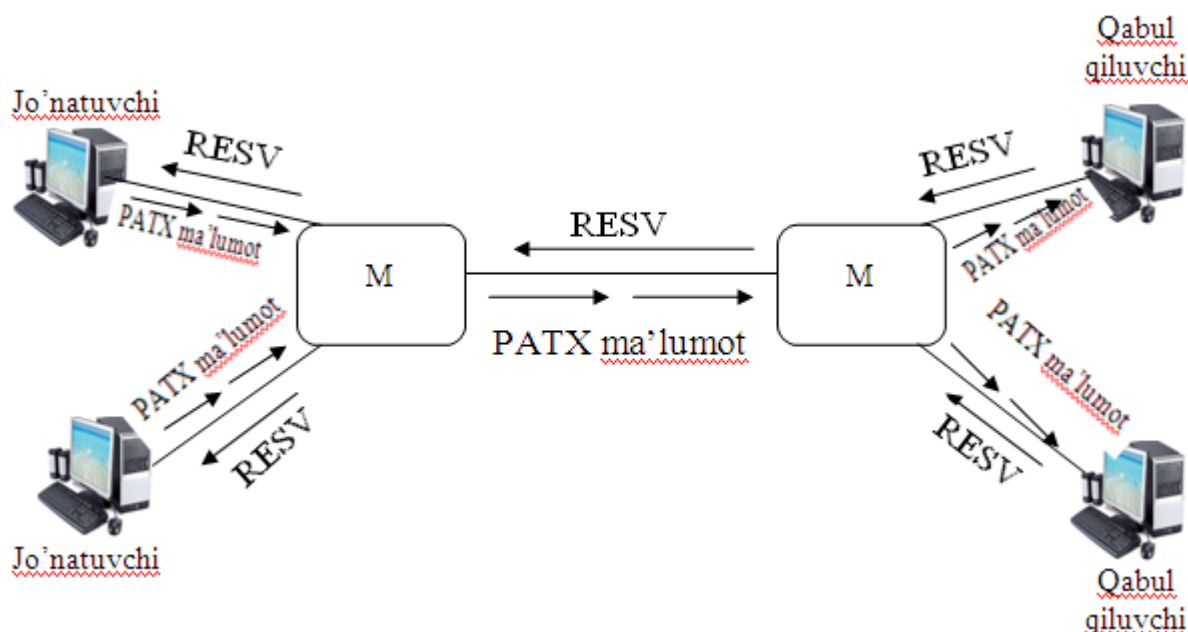 Qabul
qiluvchi
Jo’natuvchi
RESV
RESV
PATX ma’lumot
RESV
PATX ma’lumot
M
M
PATX ma’lumot
PATX ma’lumot
PATX ma’lumot
RESV
RESV
Jo’natuvchi
Qabul
qiluvchi